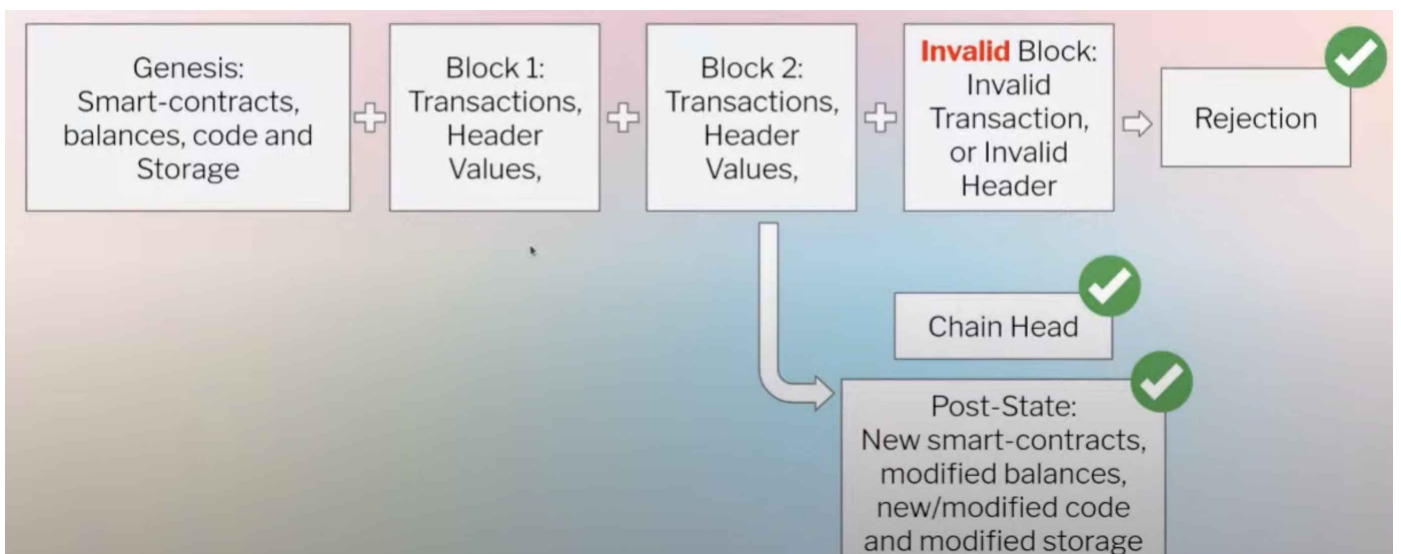 Genesis:
Smart-contracts,
balances, code and
Storage
Block 1:
Transactions,
Header
Values,
Block 2:
Transactions,
Header
Values,
Invalid Block:
Invalid
Transaction,
or Invalid
Header
Rejection
Chain Head
Post-State:
New smart-contracts,
modified balances,
new/modified code
and modified storage